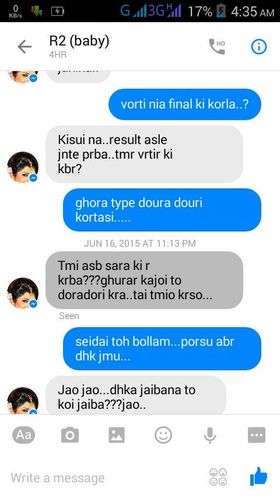 0
KB/s
G 3G H 17% 4:35 AM
R2 (baby)
4HR
vorti nia final ki korla..?
Kisui na..result asle
jnte prba..tmr vrtir ki
kbr?
ghora type doura douri
kortasi.....
JUN 16, 2015 AT 11:13 PM
Tmi asb sara ki r
krba???ghurar kajoi to
doradori kra..tai tmio krso...
Seen
seidai toh bollam...porsu abr
dhk jmu...
Jao jao...dhka jaibana to
koi jaiba???jao..
Aa
Write a message